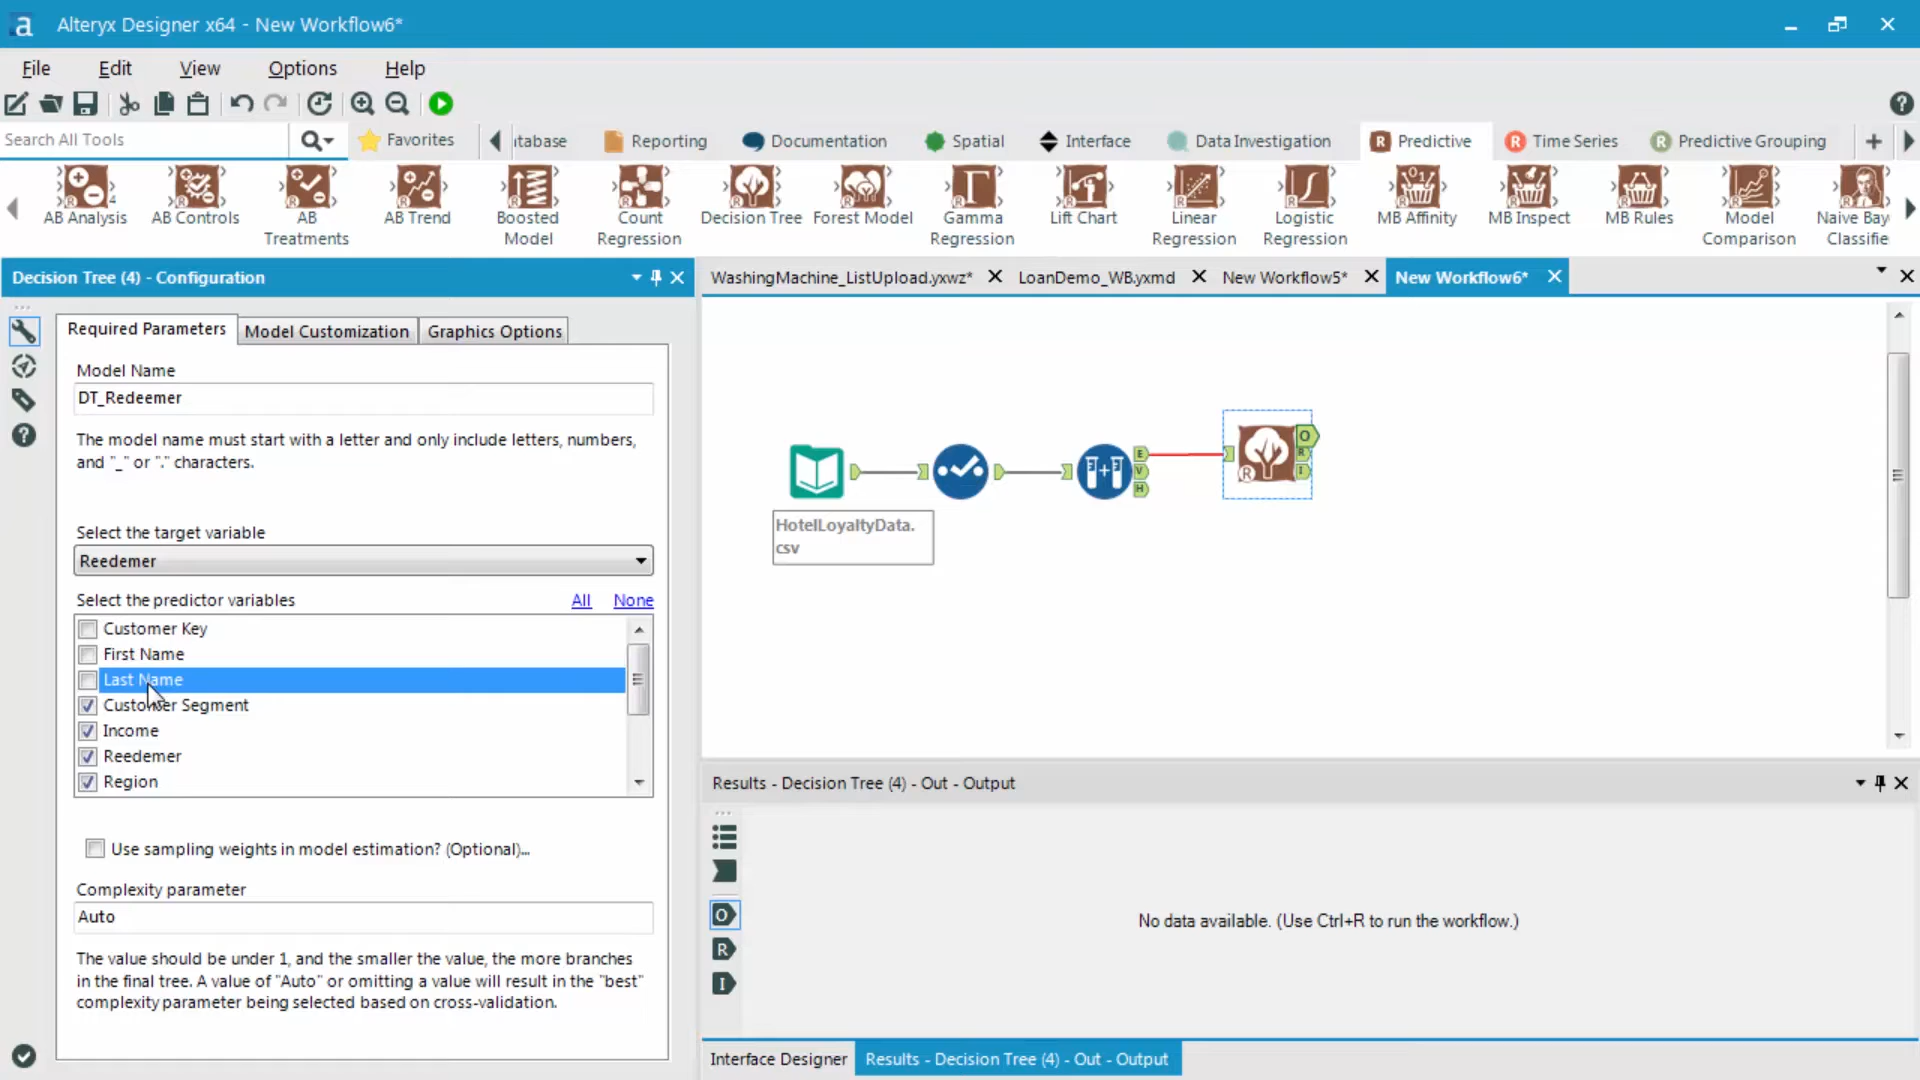 a Alteryx Designer x64 - New Workflow6*
File Edit View Options Help
Search All Tools
Favorites
Reporting
Documentation
Spatial
Interface
Data Investigation
Predictive
Time Series
Predictive Grouping
AB Analysis
AB Controls
AB
Treatments
AB Trend
Boosted
Model
Count
Regression
Decision Tree
Forest Model
Gamma
Regression
Lift Chart
Linear
Regression
Logistic
Regression
MB Affinity
MB Inspect
MB Rules
Model
Comparison
Naive Bay
Classifie
Decision Tree (4) - Configuration
WashingMachine_ListUpload.yxwz*
LoanDemo_WB.yxmd
New Workflow5*
New Workflow6*
Required Parameters
Model Customization
Graphics Options
Model Name
DT_Redeemer
The model name must start with a letter and only include letters, numbers,
and "_" or "." characters.
Select the target variable
Reedemer
Select the predictor variables All None
Customer Key
First Name
Last Name
Customer Segment
Income
Reedemer
Region
Use sampling weights in model estimation? (Optional)...
Complexity parameter
Auto
The value should be under 1, and the smaller the value, the more branches
in the final tree. A value of "Auto" or omitting a value will result in the "best"
complexity parameter being selected based on cross-validation.
HotelLoyaltyData.
csv
E
V
H
O
R
I
Results - Decision Tree (4) - Out - Output
O
R
I
No data available. (Use Ctrl+R to run the workflow.)
Interface Designer
Results - Decision Tree (4) - Out - Output